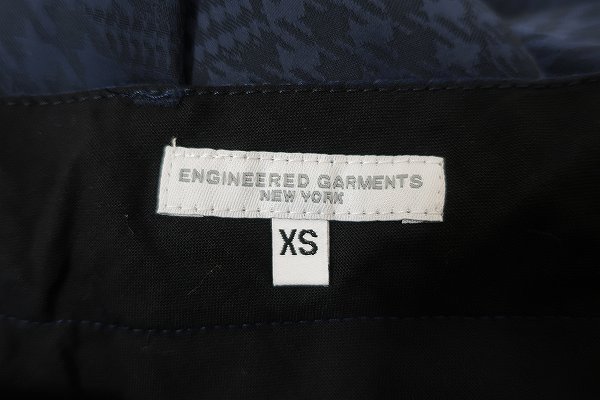 ENGINEERED GARMENTS
NEW YORK
XS